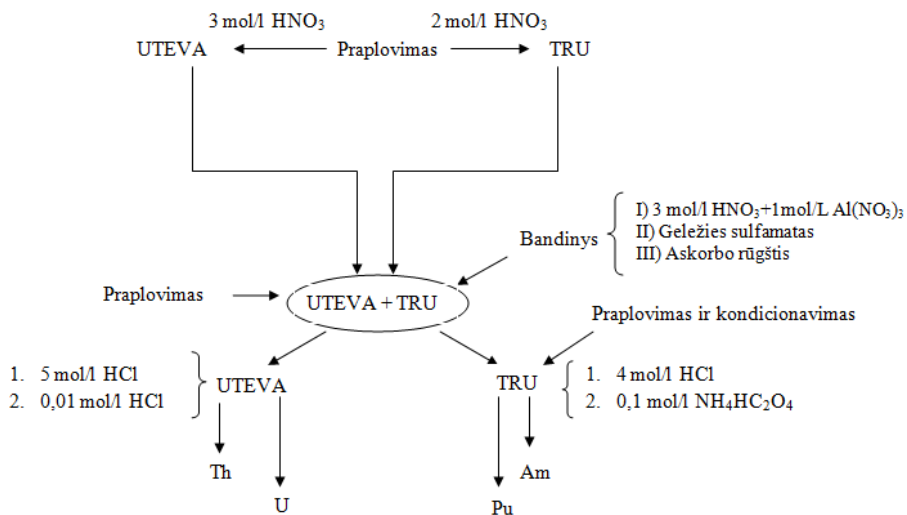 3 mol/l HNO₃ 2 mol/l HNO₃
UTEVA Praplovimas TRU
I) 3 mol/l HNO₃+1mol/L Al(NO₃)₃
II) Geležies sulfamatas
III) Askorbo rūgštis
Bandinys
Praplovimas
UTEVA + TRU
Praplovimas ir kondicionavimas
1. 5 mol/l HCl
2. 0,01 mol/l HCl
UTEVA
TRU
1. 4 mol/l HCl
2. 0,1 mol/l NH₄HC₂O₄
Th
U
Am
Pu